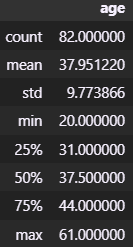 age
count 82.000000
mean 37.951220
std 9.773866
min 20.000000
25% 31.000000
50% 37.500000
75% 44.000000
max 61.000000